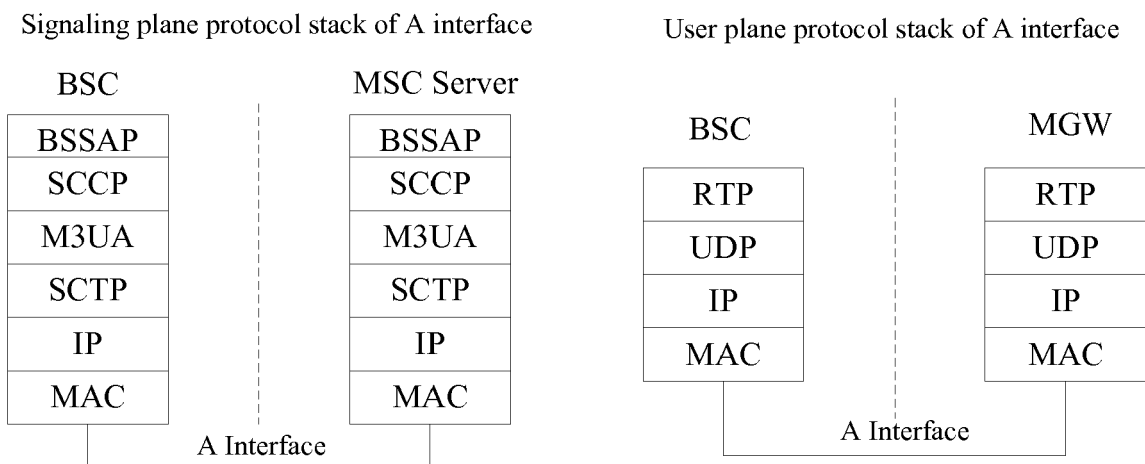 Signaling plane protocol stack of A interface
BSC
MSC Server
BSSAP
SCCP
M3UA
SCTP
IP
MAC
BSSAP
SCCP
M3UA
SCTP
IP
MAC
A Interface
User plane protocol stack of A interface
BSC
MGW
RTP
UDP
IP
MAC
RTP
UDP
IP
MAC
A Interface